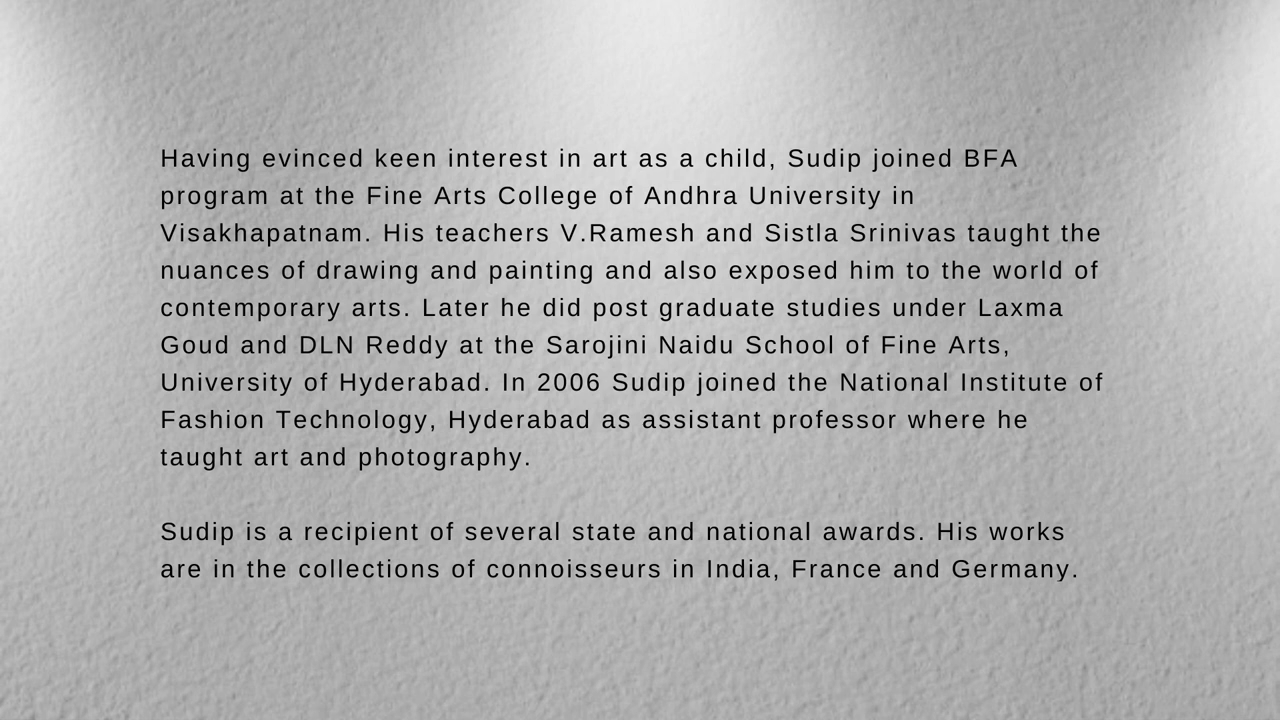 Having evinced keen interest in art as a child, Sudip joined BFA
program at the Fine Arts College of Andhra University in
Visakhapatnam. His teachers V.Ramesh and Sistla Srinivas taught the
nuances of drawing and painting and also exposed him to the world of
contemporary arts. Later he did post graduate studies under Laxma
Goud and DLN Reddy at the Sarojini Naidu School of Fine Arts,
University of Hyderabad. In 2006 Sudip joined the National Institute of
Fashion Technology, Hyderabad as assistant professor where he
taught art and photography.
Sudip is a recipient of several state and national awards. His works
are in the collections of connoisseurs in India, France and Germany.